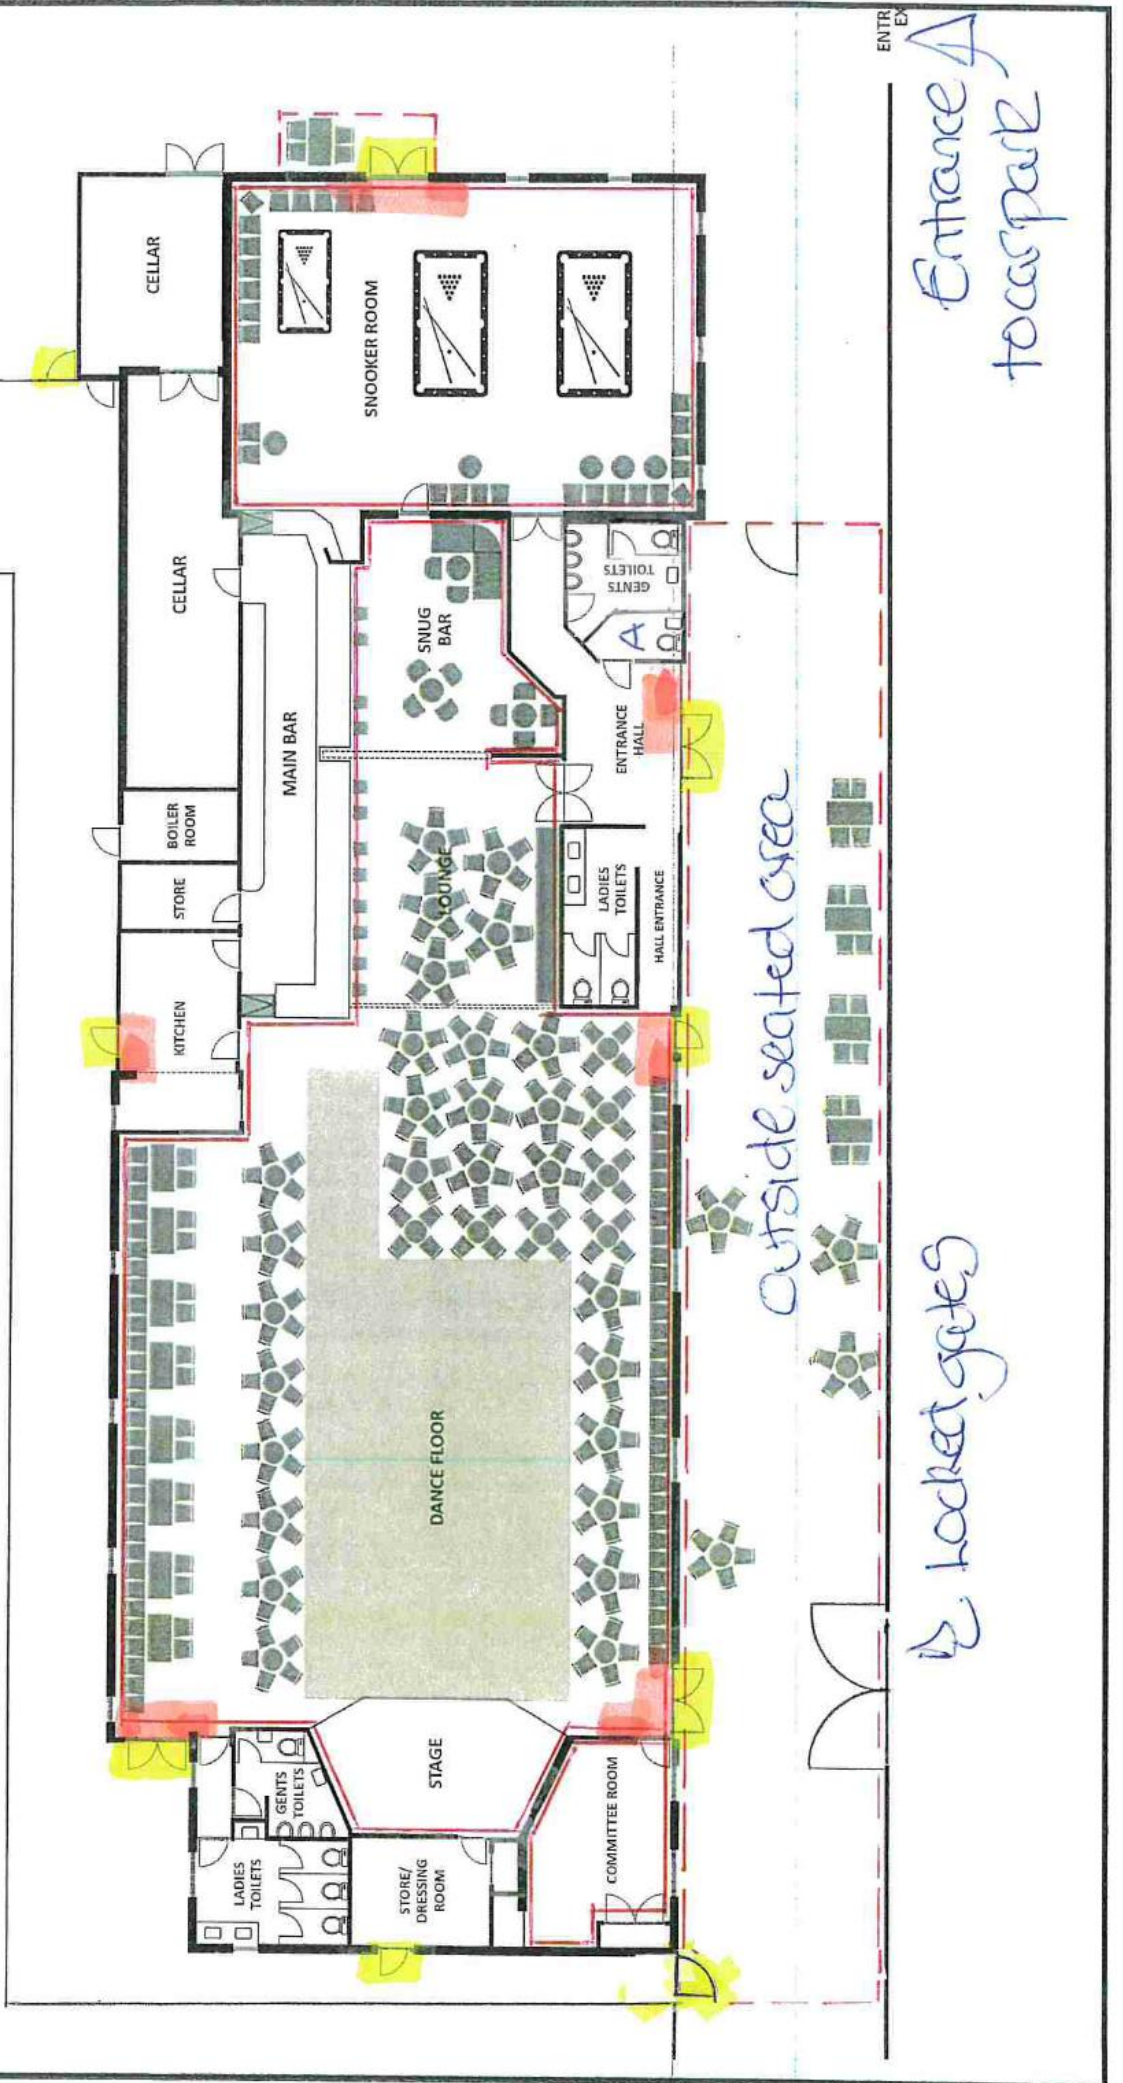 ENTR
EX
Entrance
to carpark
CELLAR
SNOOKER ROOM
CELLAR
SNUG
BAR
GENTS
TOILETS
A
MAIN BAR
ENTRANCE
HALL
BOILER
ROOM
STORE
LOUNGE
LADIES
TOILETS
HALL ENTRANCE
KITCHEN
Outside seated area
DANCE FLOOR
Locked gates
STAGE
GENTS
TOILETS
LADIES
TOILETS
STORE/
DRESSING
ROOM
COMMITTEE ROOM